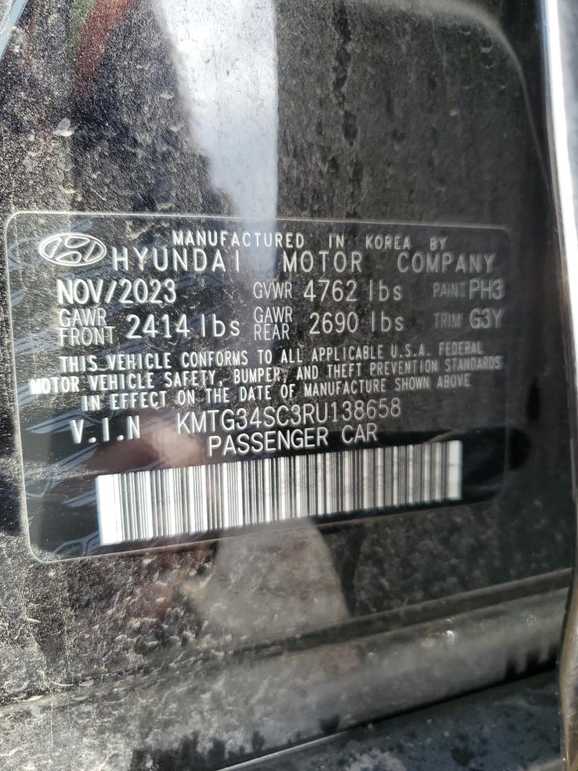 MANUFACTURED IN KOREA BY
HYUNDAI MOTOR COMPANY
NOV/2023 GVWR 4762 lbs PAINT PH3
GAWR FRONT 2414 lbs GAWR REAR 2690 lbs TRIM G3Y
THIS VEHICLE CONFORMS TO ALL APPLICABLE U.S.A. FEDERAL
MOTOR VEHICLE SAFETY, BUMPER, AND THEFT PREVENTION STANDARDS
IN EFFECT ON THE DATE OF MANUFACTURE SHOWN ABOVE
V.I.N KMTG34SC3RU138658
PASSENGER CAR